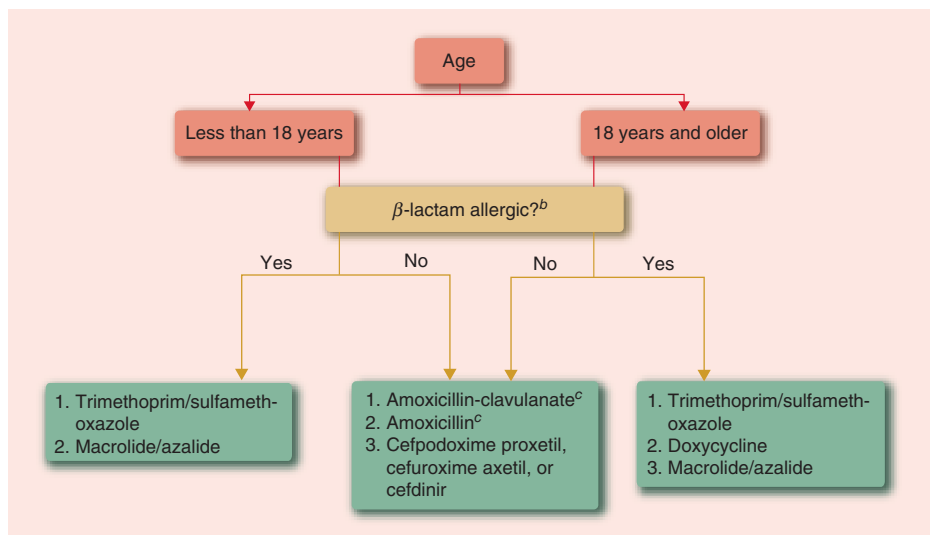 Age
Less than 18 years
18 years and older
β-lactam allergic?b
Yes
No
No
Yes
1. Trimethoprim/sulfameth-
oxazole
2. Macrolide/azalide
1. Amoxicillin-clavulanatec
2. Amoxicillinc
3. Cefpodoxime proxetil,
cefuroxime axetil, or
cefdinir
1. Trimethoprim/sulfameth-
oxazole
2. Doxycycline
3. Macrolide/azalide